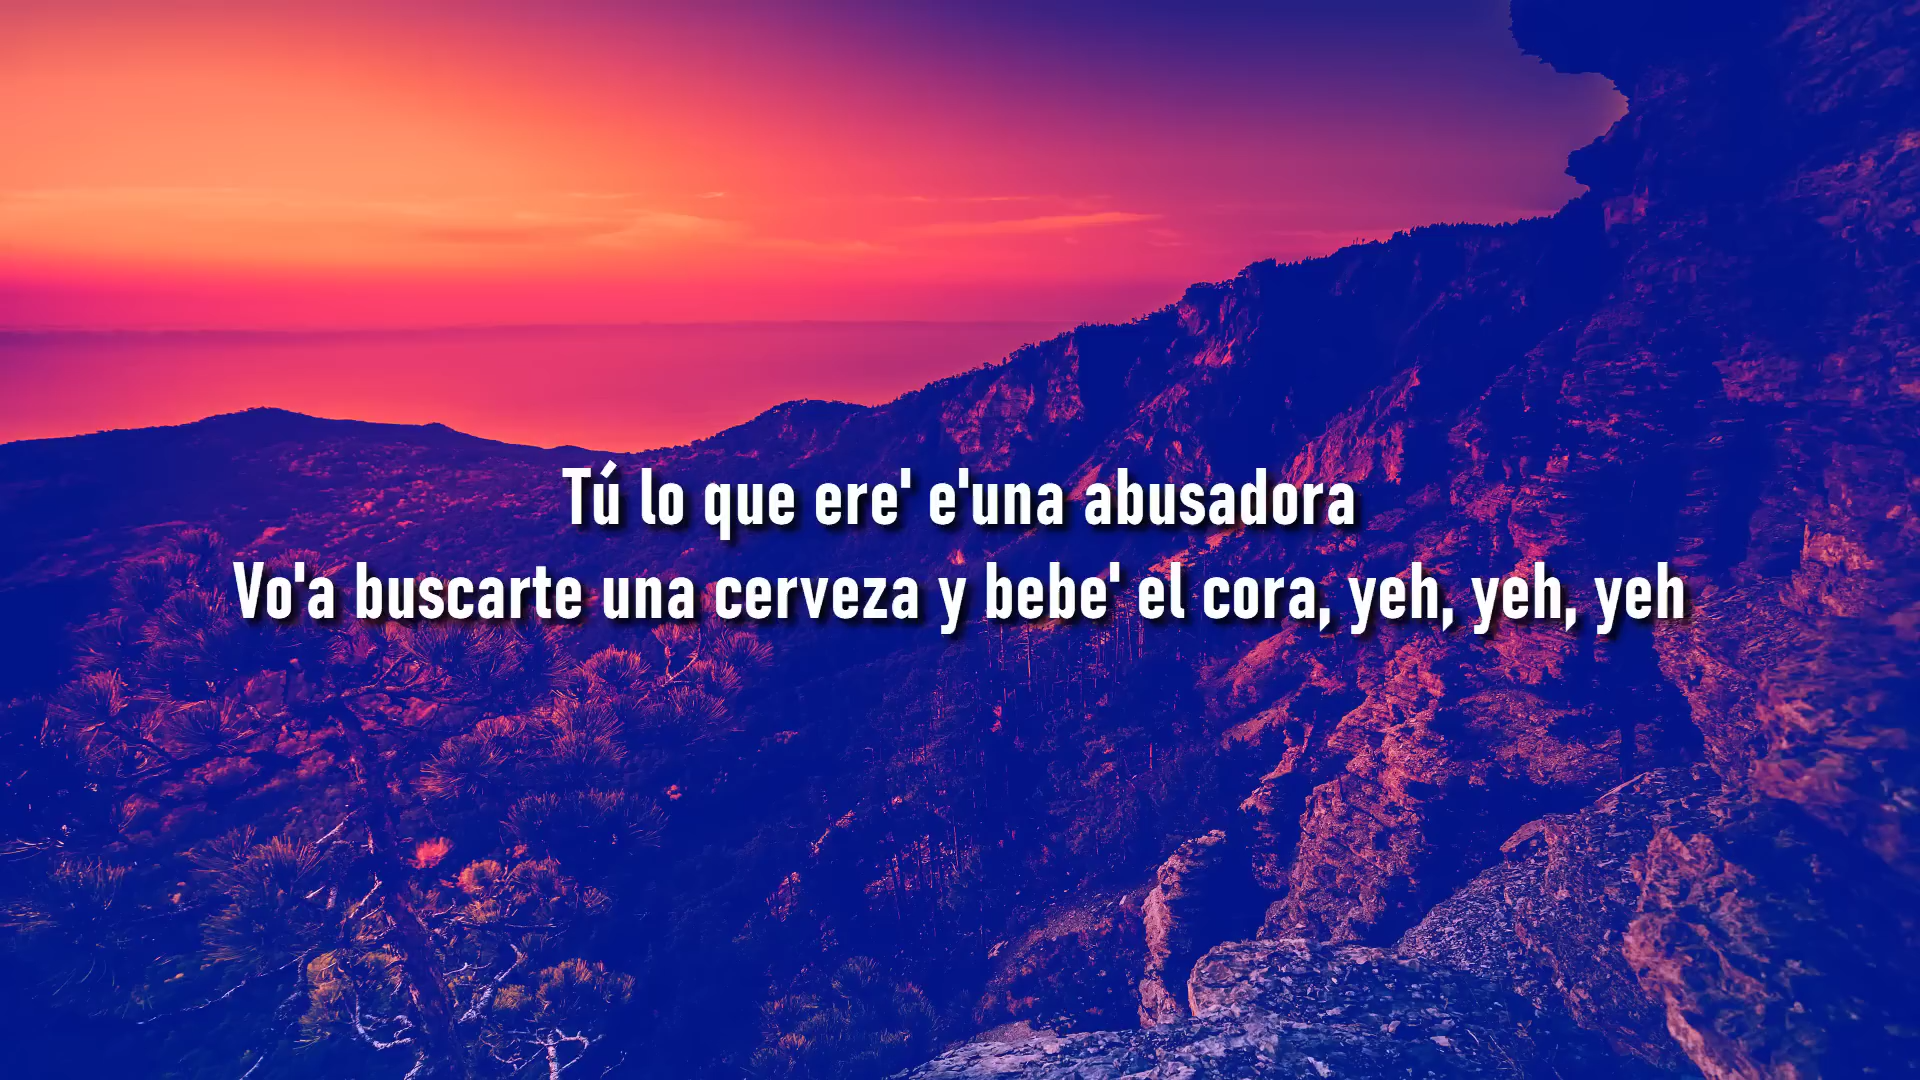 Tú lo que ere' e'una abusadora
Vo'a buscarte una cerveza y bebe' el cora, yeh, yeh, yeh